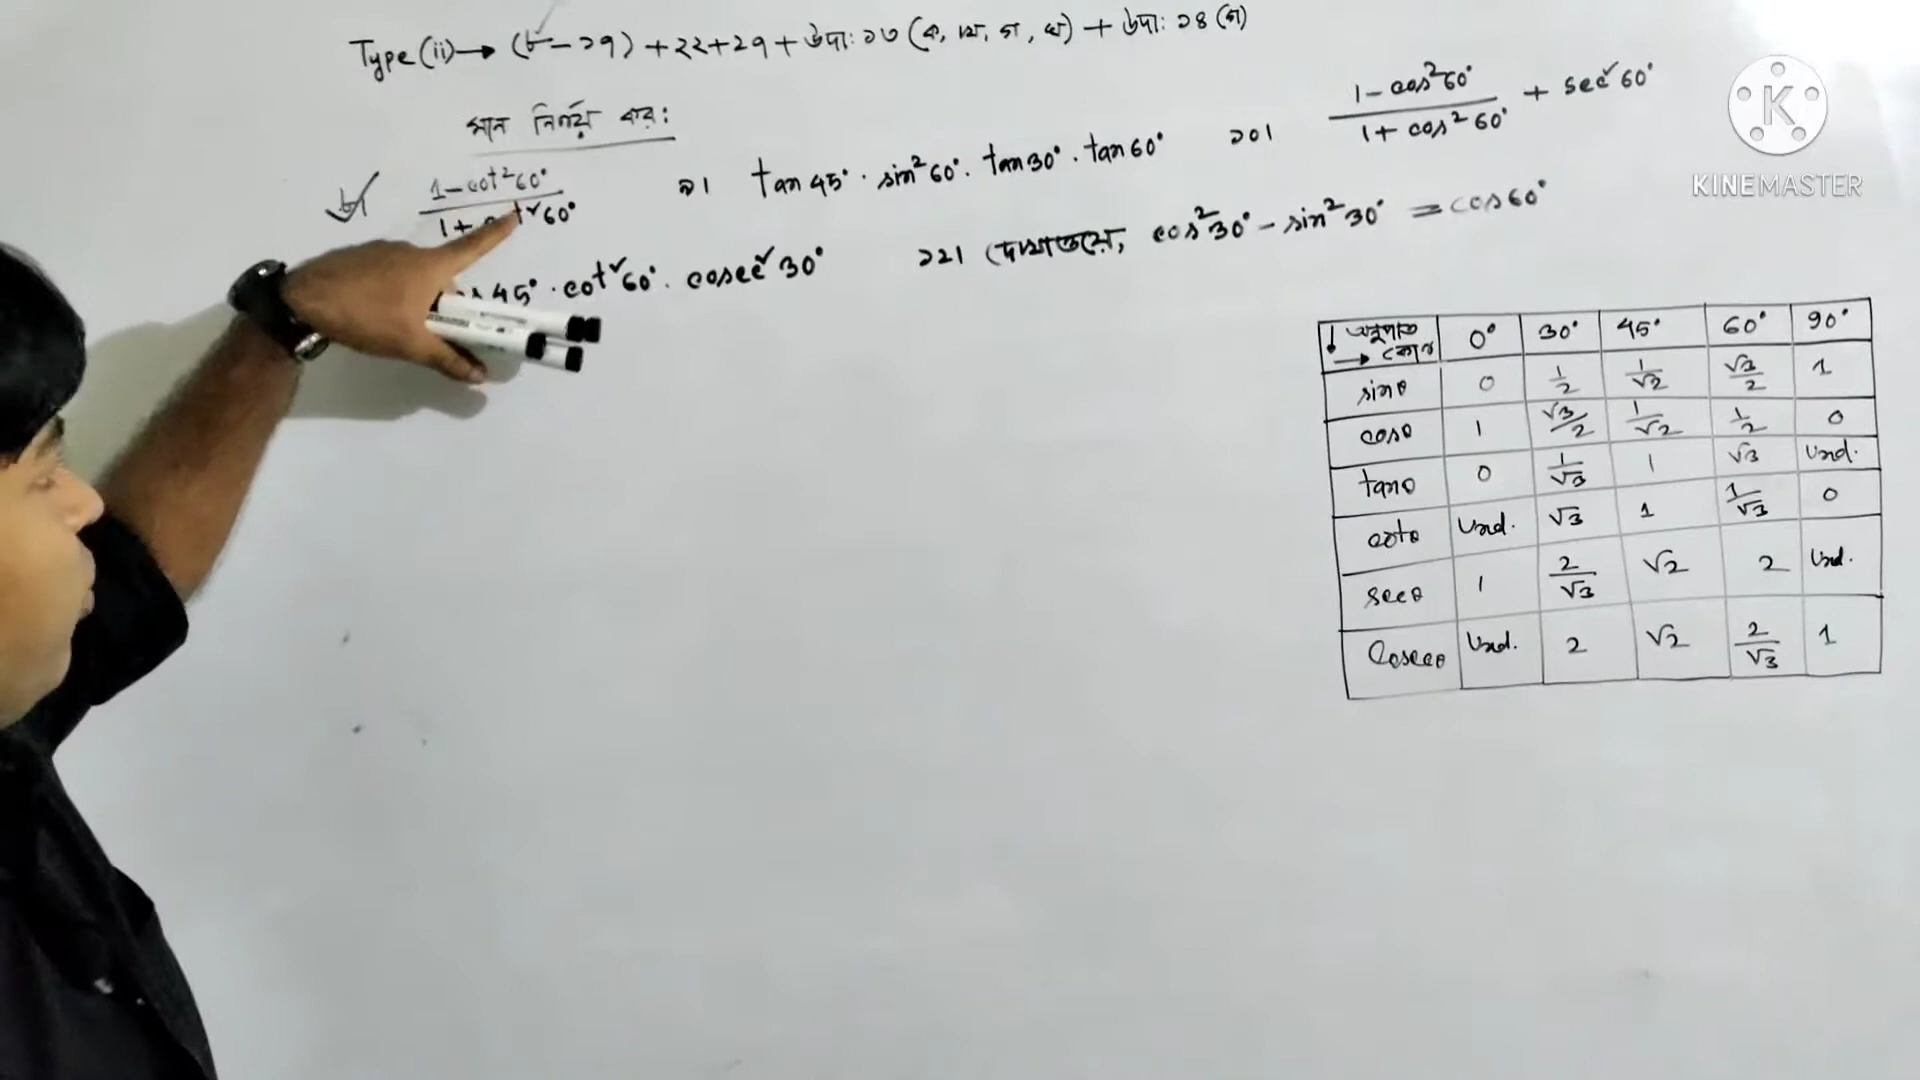 Type (ii) → (৮ - ১৭) + ২২ + ২৭ + উদা: ১৩ (ক, খ, গ, ঘ) + উদা: ১৪ (গ)
মান নির্ণয় কর:
৮। (1 - cot²60°)/(1 + cot²60°) ৯। tan 45° · sin²60° · tan 30° · tan 60° ১০। (1 - cos²60°)/(1 + cos²60°) + sec²60°
45° · cot²60° · cosec²30° ১২। দেখাও যে, cos²30° - sin²30° = cos 60°
↓ অনুপাত → কোণ 0° 30° 45° 60° 90°
sinθ 0 1/2 1/√2 √3/2 1
cosθ 1 √3/2 1/√2 1/2 0
tanθ 0 1/√3 1 √3 Und.
cotθ Und. √3 1 1/√3 0
secθ 1 2/√3 √2 2 Und.
Cosecθ Und. 2 √2 2/√3 1
K
KINEMASTER